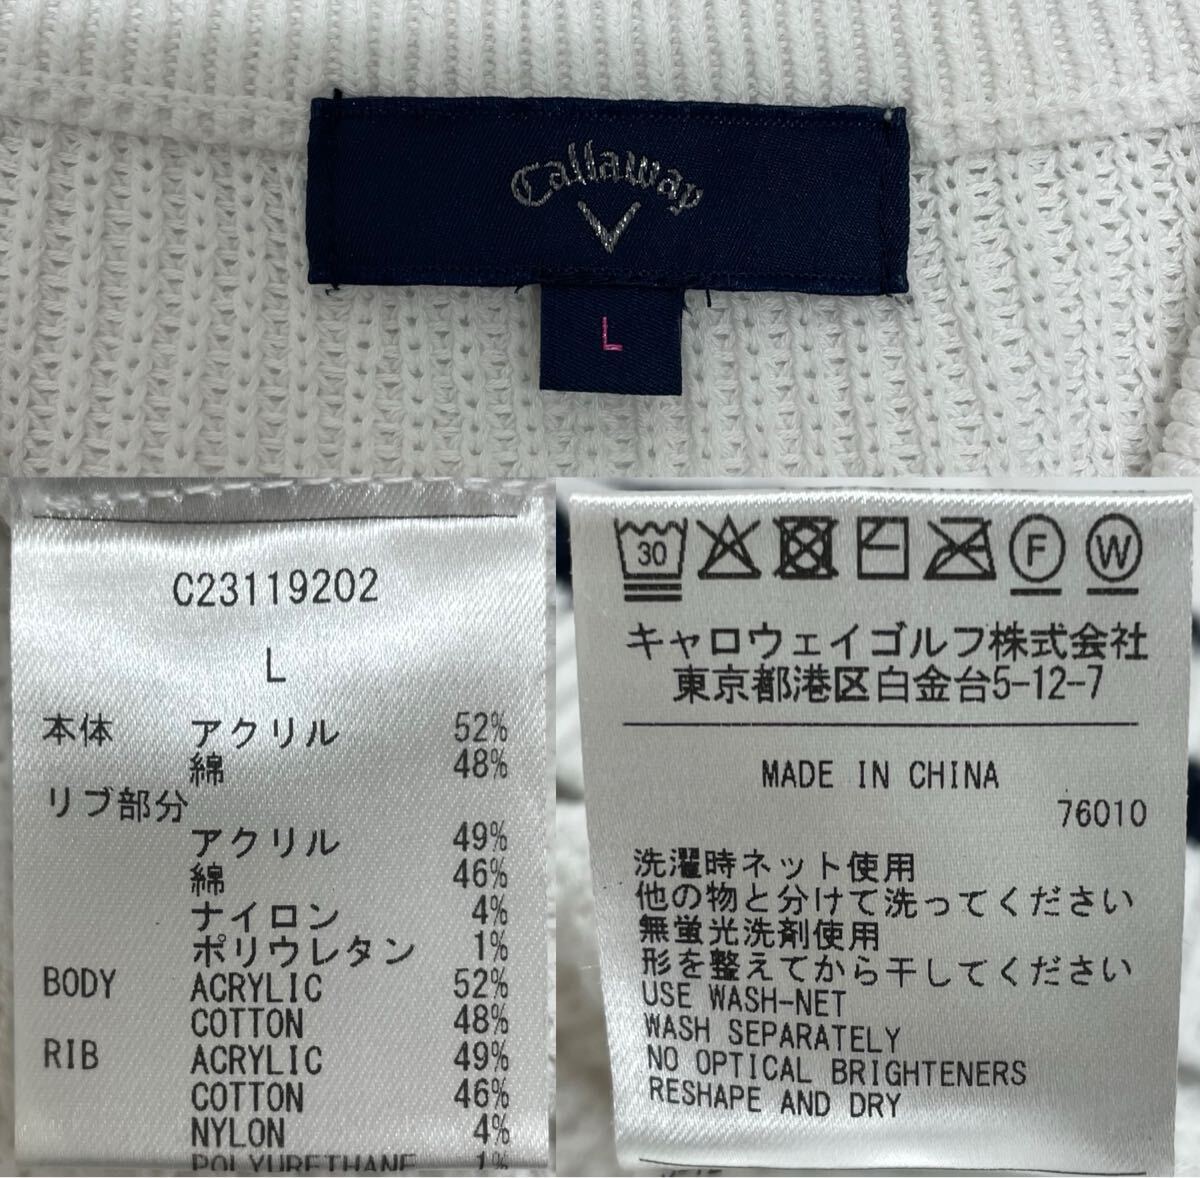 Callaway
L
C23119202
L
本体 アクリル 52%
綿 48%
リブ部分
アクリル 49%
綿 46%
ナイロン 4%
ポリウレタン 1%
BODY ACRYLIC 52%
COTTON 48%
RIB ACRYLIC 49%
COTTON 46%
NYLON 4%
POLYURETHANE 1%
30 F W
キャロウェイゴルフ株式会社
東京都港区白金台5-12-7
MADE IN CHINA
76010
洗濯時ネット使用
他の物と分けて洗ってください
無蛍光洗剤使用
形を整えてから干してください
USE WASH-NET
WASH SEPARATELY
NO OPTICAL BRIGHTENERS
RESHAPE AND DRY